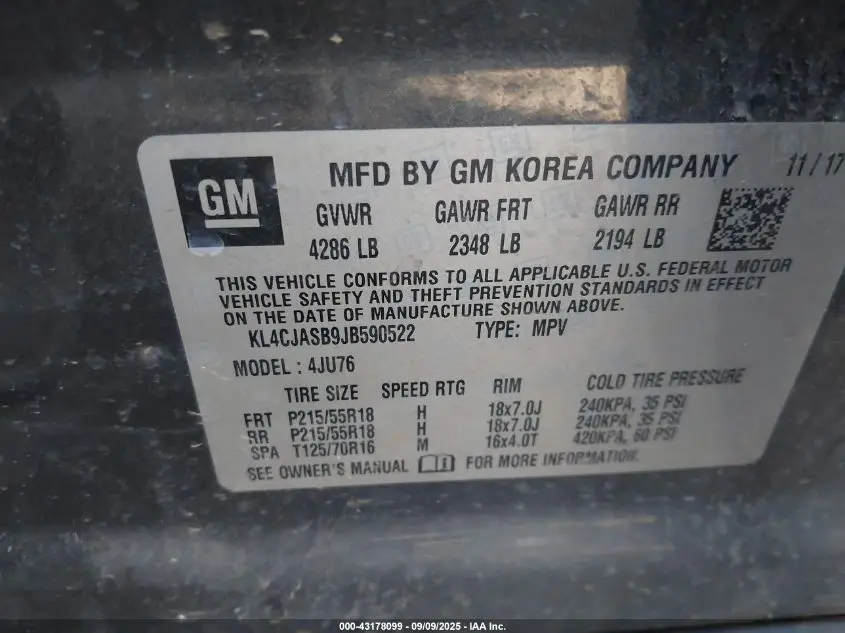 GM
MFD BY GM KOREA COMPANY 11/17
GVWR GAWR FRT GAWR RR
4286 LB 2348 LB 2194 LB
THIS VEHICLE CONFORMS TO ALL APPLICABLE U.S. FEDERAL MOTOR
VEHICLE SAFETY AND THEFT PREVENTION STANDARDS IN EFFECT
ON THE DATE OF MANUFACTURE SHOWN ABOVE.
KL4CJASB9JB590522 TYPE: MPV
MODEL : 4JU76
TIRE SIZE SPEED RTG RIM COLD TIRE PRESSURE
FRT P215/55R18 H 18x7.0J 240KPA, 35 PSI
RR P215/55R18 H 18x7.0J 240KPA, 35 PSI
SPA T125/70R16 M 16x4.0T 420KPA, 60 PSI
SEE OWNER'S MANUAL FOR MORE INFORMATION.
000-43178099 - 09/09/2025 - IAA Inc.